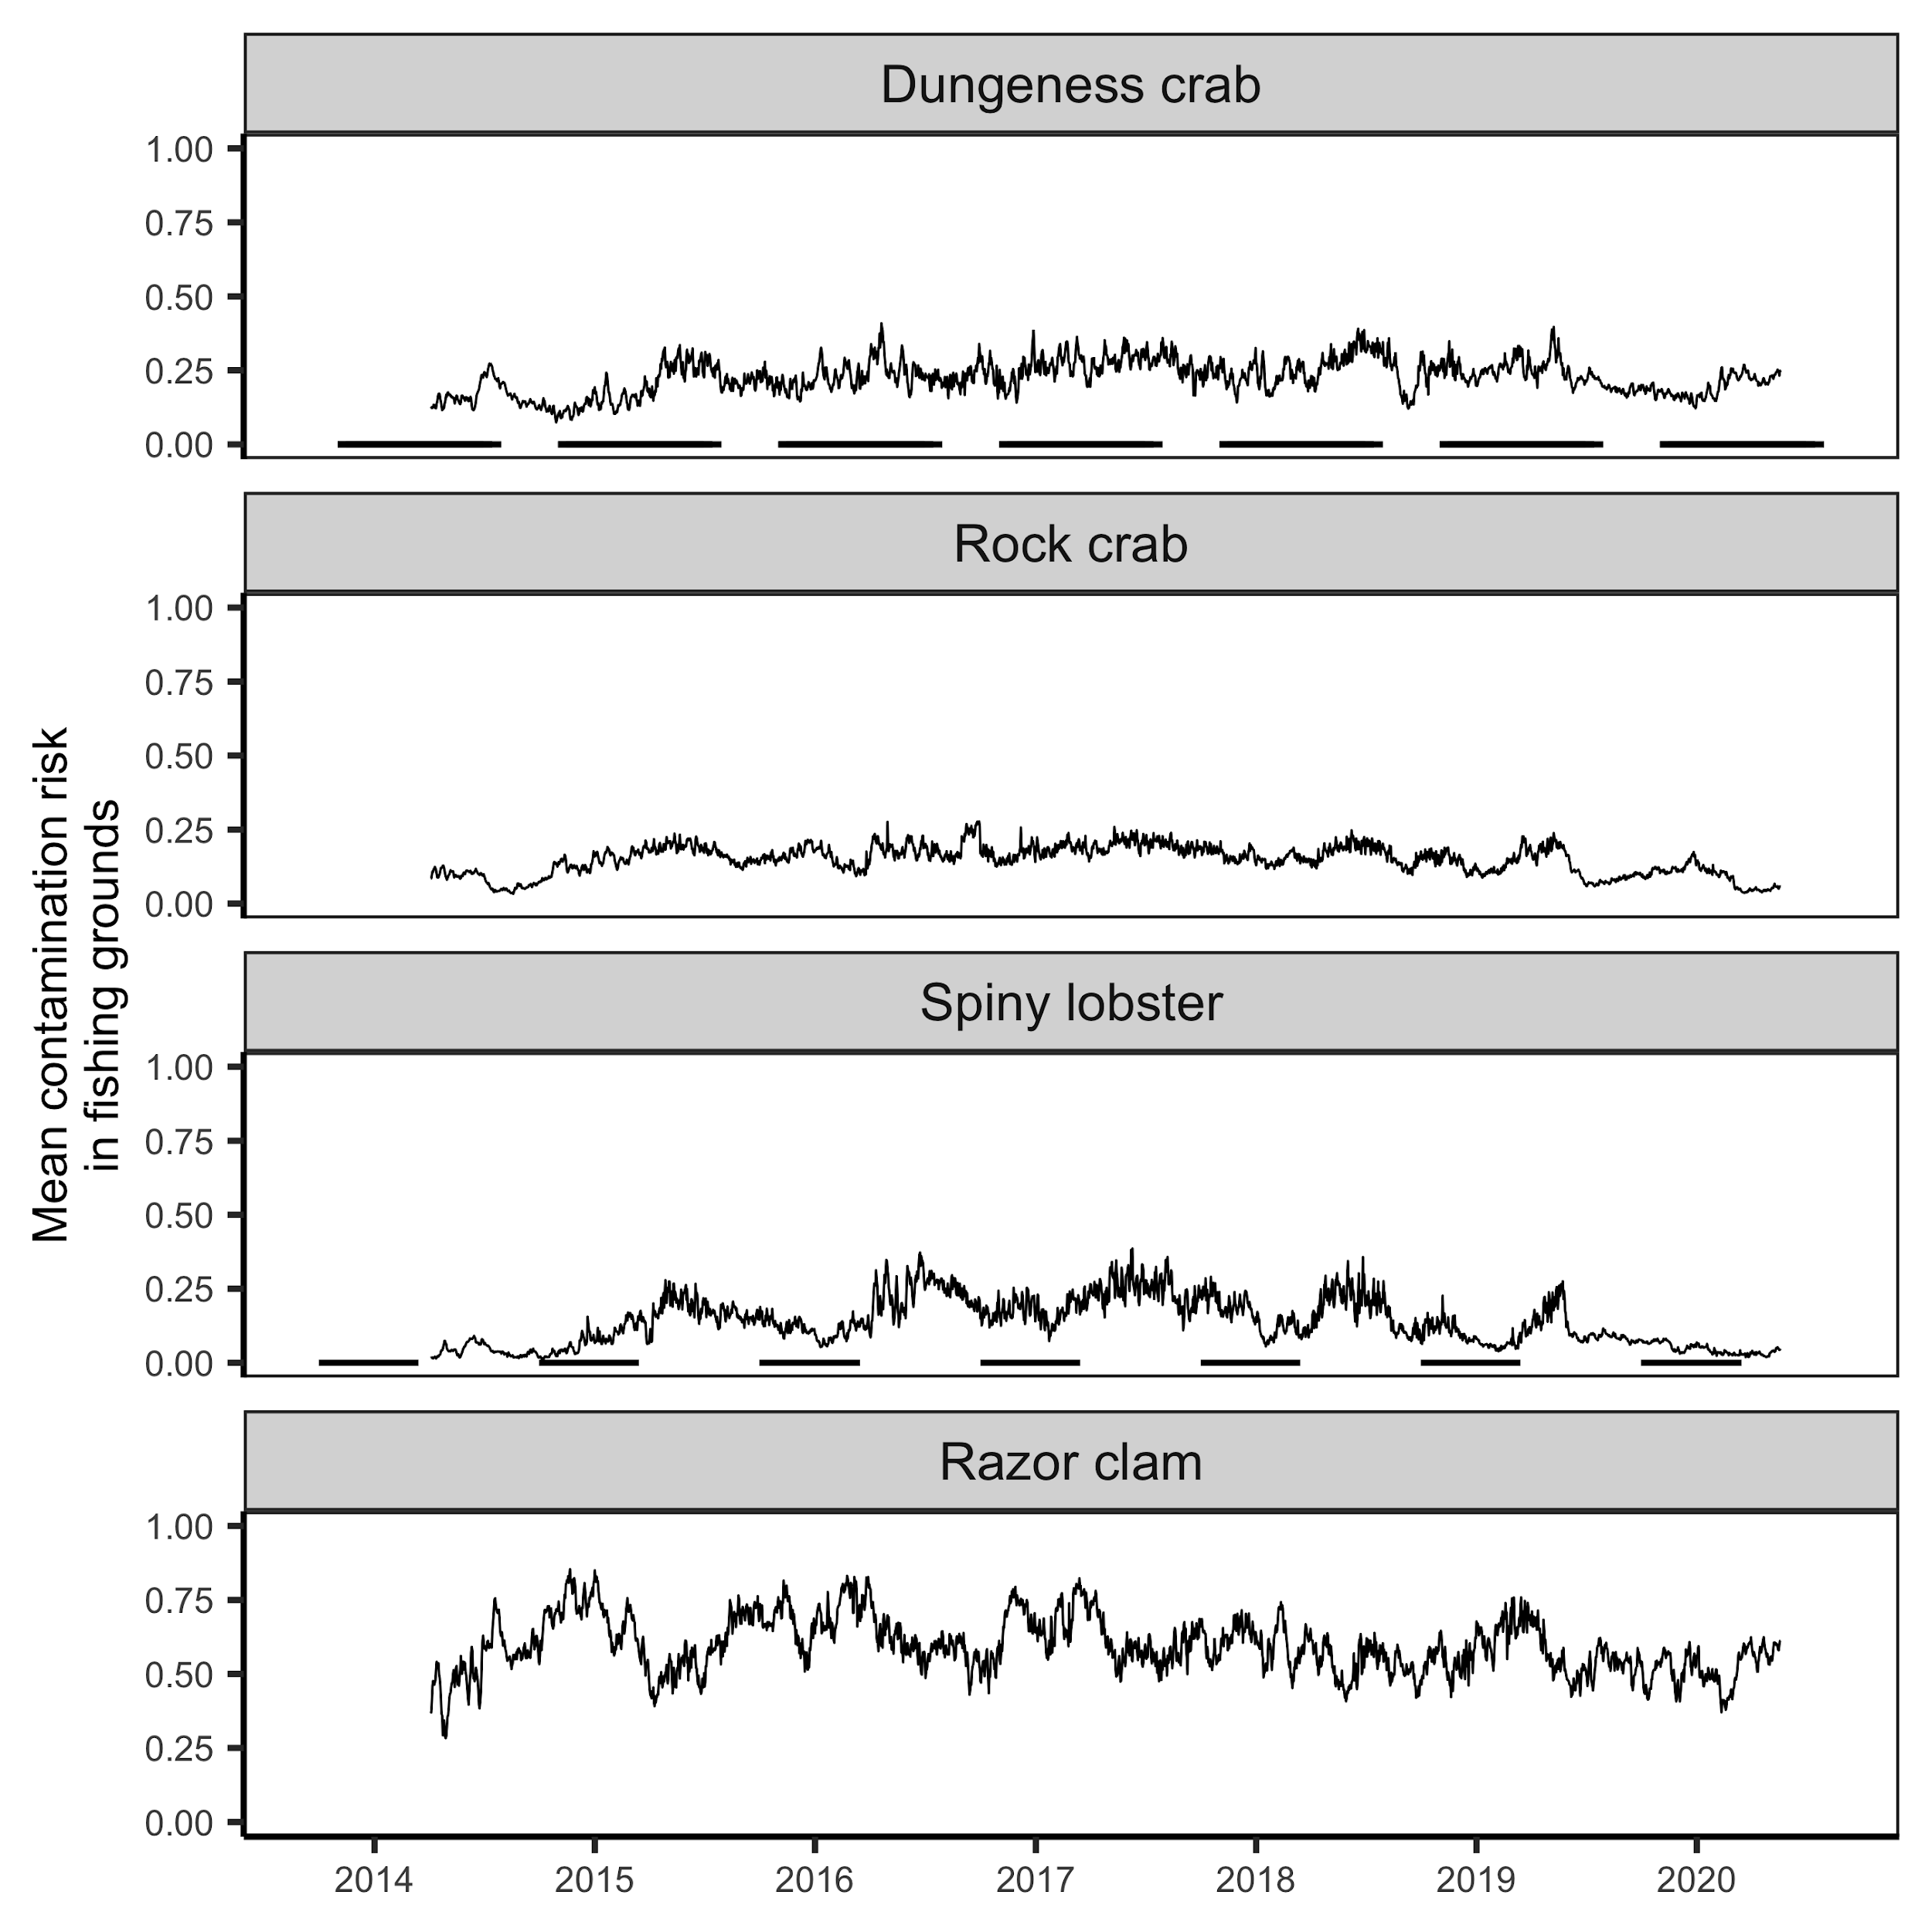 Dungeness crab
1.00
0.75
0.50
0.25
0.00
Rock crab
1.00
0.75
0.50
0.25
0.00
Mean contamination risk
in fishing grounds
Spiny lobster
1.00
0.75
0.50
0.25
0.00
Razor clam
1.00
0.75
0.50
0.25
0.00
2014 2015 2016 2017 2018 2019 2020